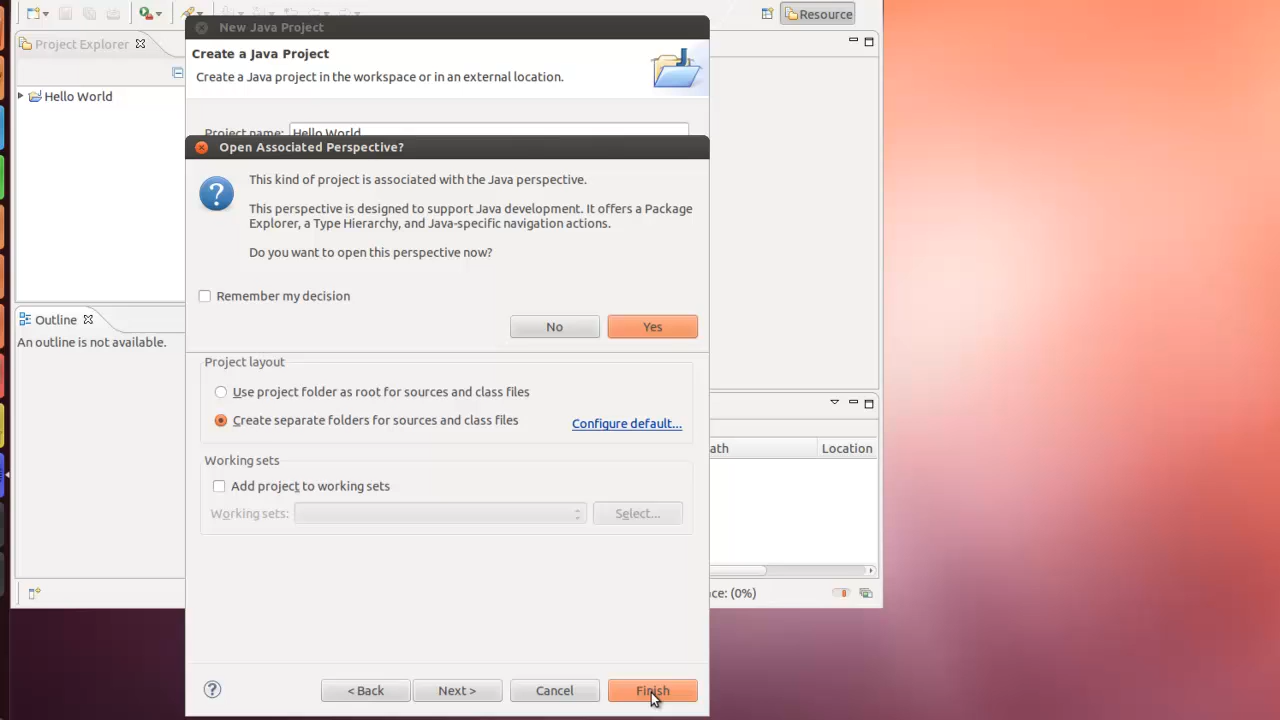 Resource
New Java Project
Project Explorer
Create a Java Project
Create a Java project in the workspace or in an external location.
Hello World
Project name: Hello World
Open Associated Perspective?
This kind of project is associated with the Java perspective.
This perspective is designed to support Java development. It offers a Package
Explorer, a Type Hierarchy, and Java-specific navigation actions.
Do you want to open this perspective now?
Remember my decision
No Yes
Outline
An outline is not available.
Project layout
Use project folder as root for sources and class files
Create separate folders for sources and class files
Configure default...
ath Location
Working sets
Add project to working sets
Working sets: Select...
ce: (0%)
< Back Next > Cancel Finish